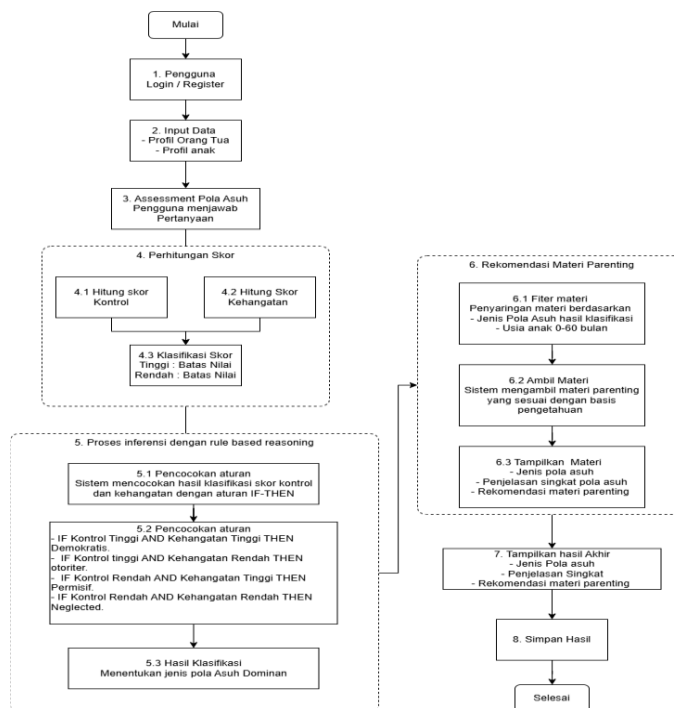 Mulai
1. Pengguna
Login / Register
2. Input Data
- Profil Orang Tua
- Profil anak
3. Assessment Pola Asuh
Pengguna menjawab
Pertanyaan
4. Perhitungan Skor
4.1 Hitung skor
Kontrol
4.2 Hitung Skor
Kehangatan
4.3 Klasifikasi Skor
Tinggi : Batas Nilai
Rendah : Batas Nilai
5. Proses inferensi dengan rule based reasoning
5.1 Pencocokan aturan
Sistem mencocokan hasil klasifikasi skor kontrol
dan kehangatan dengan aturan IF-THEN
5.2 Pencocokan aturan
- IF Kontrol Tinggi AND Kehangatan Tinggi THEN
Demokratis.
- IF Kontrol tinggi AND Kehangatan Rendah THEN
otoriter.
- IF Kontrol Rendah AND Kehangatan Tinggi THEN
Permisif.
- IF Kontrol Rendah AND Kehangatan Rendah THEN
Neglected.
5.3 Hasil Klasifikasi
Menentukan jenis pola Asuh Dominan
6. Rekomendasi Materi Parenting
6.1 Fiter materi
Penyaringan materi berdasarkan
- Jenis Pola Asuh hasil klasifikasi
- Usia anak 0-60 bulan
6.2 Ambil Materi
Sistem mengambil materi parenting
yang sesuai dengan basis
pengetahuan
6.3 Tampilkan Materi
- Jenis pola asuh
- Penjelasan singkat pola asuh
- Rekomendasi materi parenting
7. Tampilkan hasil Akhir
- Jenis Pola asuh
- Penjelasan Singkat
- Rekomendasi materi parenting
8. Simpan Hasil
Selesai